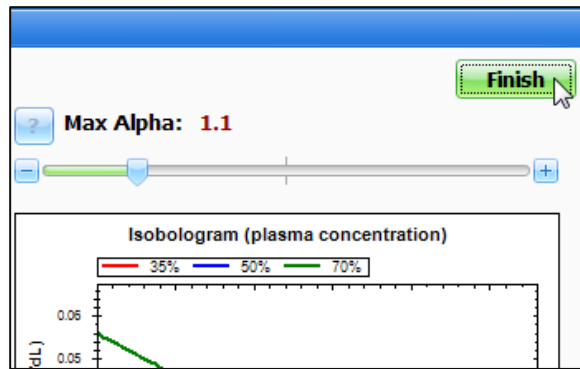 Finish
? Max Alpha: 1.1
Isobologram (plasma concentration)
35% 50% 70%
0.06
0.05
/dL)